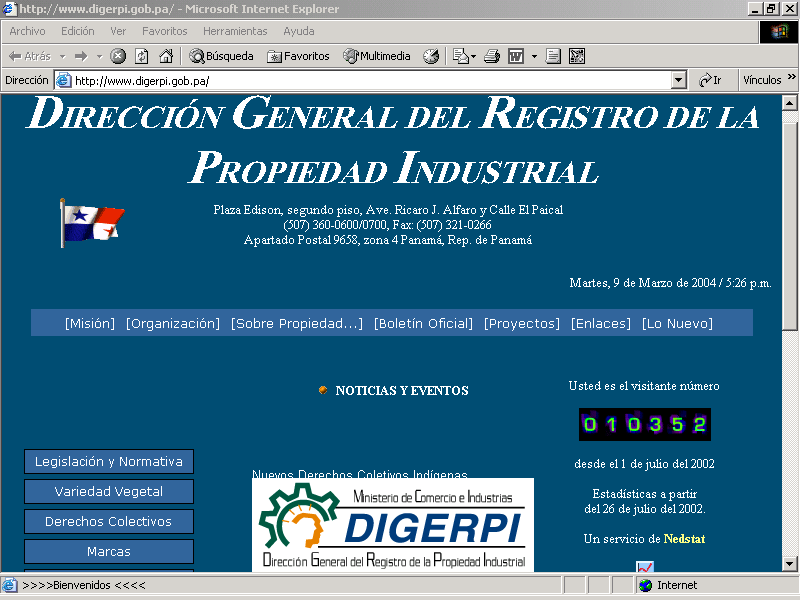 http://www.digerpi.gob.pa/ - Microsoft Internet Explorer
Archivo Edición Ver Favoritos Herramientas Ayuda
Atrás Búsqueda Favoritos Multimedia
Dirección http://www.digerpi.gob.pa/ Ir Vínculos »
DIRECCIÓN GENERAL DEL REGISTRO DE LA
PROPIEDAD INDUSTRIAL
Plaza Edison, segundo piso, Ave. Ricaro J. Alfaro y Calle El Paical
(507) 360-0600/0700, Fax: (507) 321-0266
Apartado Postal 9658, zona 4 Panamá, Rep. de Panamá
Martes, 9 de Marzo de 2004 / 5:26 p.m.
[Misión] [Organización] [Sobre Propiedad...] [Boletín Oficial] [Proyectos] [Enlaces] [Lo Nuevo]
NOTICIAS Y EVENTOS
Usted es el visitante número
010352
desde el 1 de julio del 2002
Estadísticas a partir
del 26 de julio del 2002.
Un servicio de Nedstat
Legislación y Normativa
Variedad Vegetal
Derechos Colectivos
Marcas
Nuevos Derechos Coletivos Indígenas
Ministerio de Comercio e Industrias
DIGERPI
Dirección General del Registro de la Propiedad Industrial
>>>>Bienvenidos <<<<
Internet